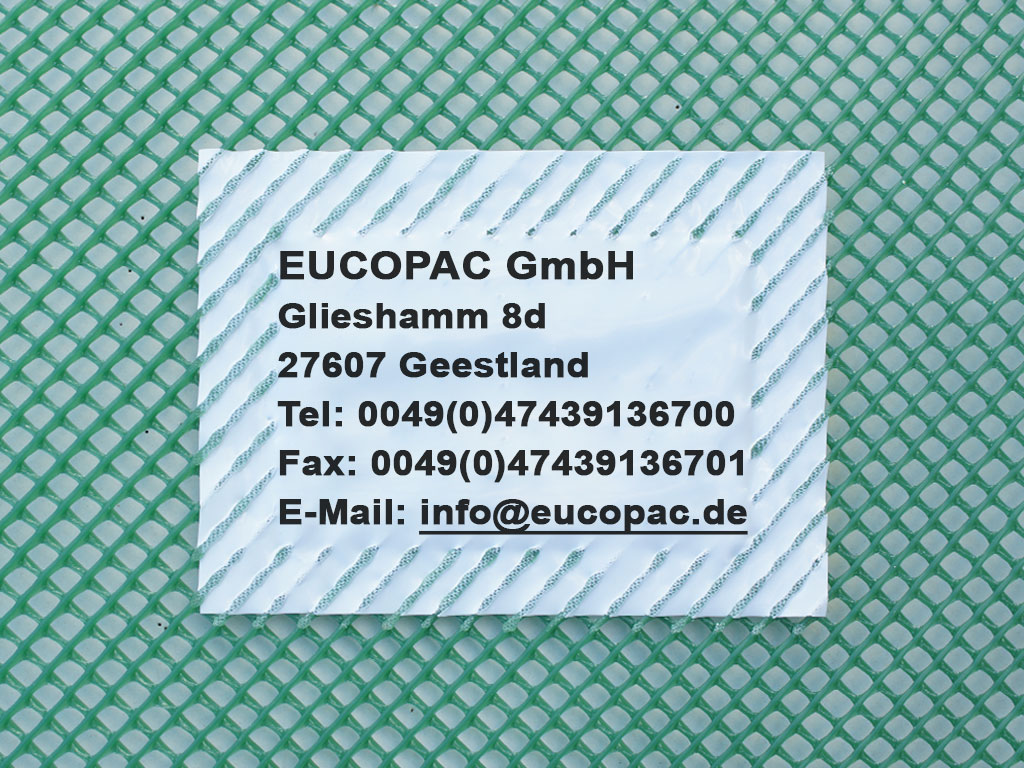 EUCOPAC GmbH
Glieshamm 8d
27607 Geestland
Tel: 0049(0)47439136700
Fax: 0049(0)47439136701
E-Mail: info@eucopac.de